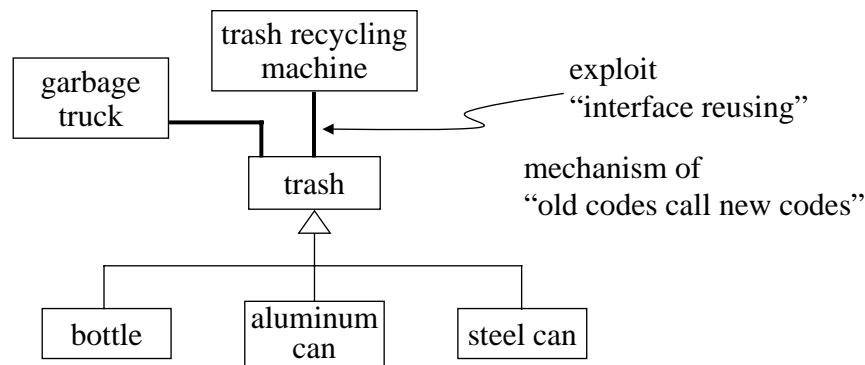 trash recycling
machine
garbage
truck
exploit
“interface reusing”
trash
mechanism of
“old codes call new codes”
bottle
aluminum
can
steel can